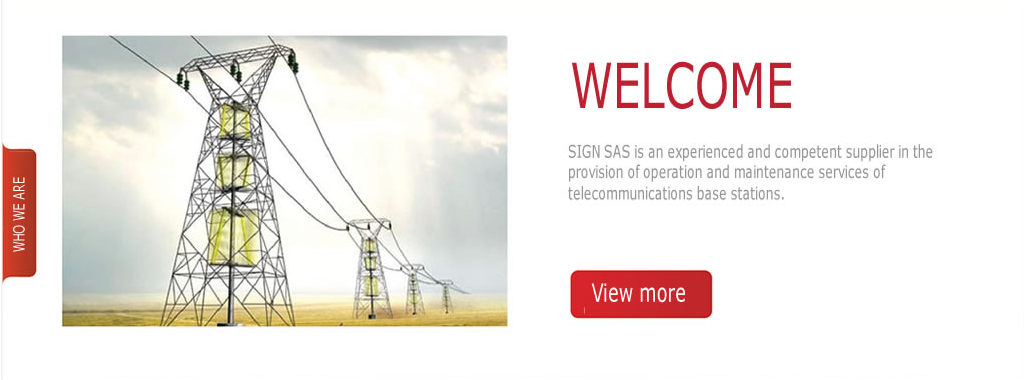 WHO WE ARE
WELCOME
SIGN SAS is an experienced and competent supplier in the
provision of operation and maintenance services of
telecommunications base stations.
View more